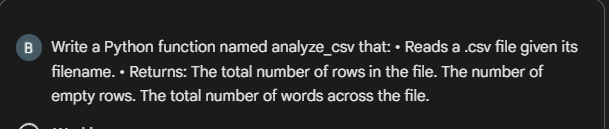 B Write a Python function named analyze_csv that: • Reads a .csv file given its
filename. • Returns: The total number of rows in the file. The number of
empty rows. The total number of words across the file.